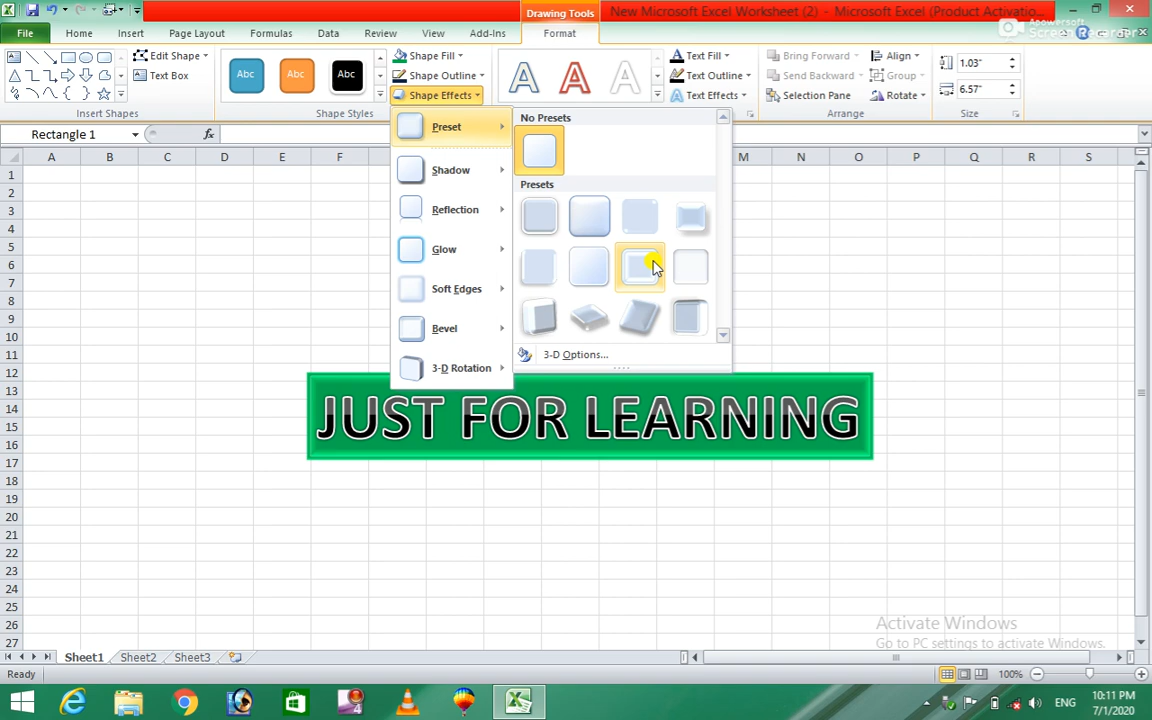 Drawing Tools
New Microsoft Excel Worksheet (2) - Microsoft Excel (Product Activatio...
File Home Insert Page Layout Formulas Data Review View Add-Ins Format
Apowersoft
Edit Shape
Text Box
Insert Shapes
Abc Abc Abc
Shape Styles
Shape Fill
Shape Outline
Shape Effects
A A A
Text Fill
Text Outline
Text Effects
Bring Forward
Send Backward
Selection Pane
Align
Group
Rotate
Arrange
1.03"
6.57"
Size
Rectangle 1
fx
A B C D E F M N O P Q R S
1
2
3
4
5
6
7
8
9
10
11
12
13
14
15
16
17
18
19
20
21
22
23
24
25
26
27
Preset
Shadow
Reflection
Glow
Soft Edges
Bevel
3-D Rotation
No Presets
Presets
3-D Options...
JUST FOR LEARNING
Activate Windows
Go to PC settings to activate Windows.
Sheet1 Sheet2 Sheet3
Ready
100%
ENG
10:11 PM
7/1/2020